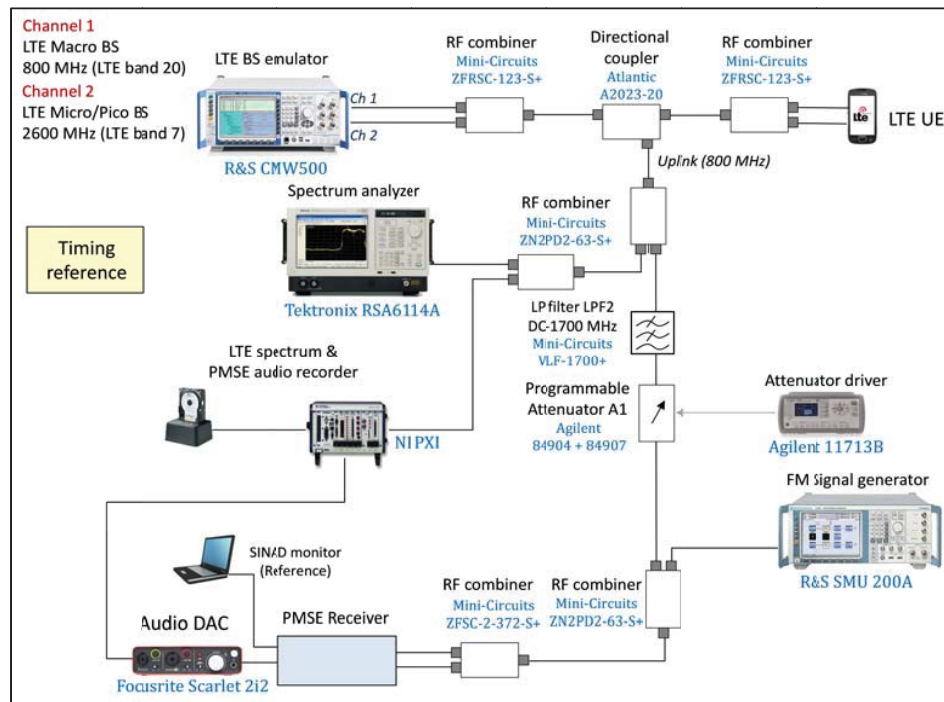 Channel 1
LTE Macro BS
800 MHz (LTE band 20)
Channel 2
LTE Micro/Pico BS
2600 MHz (LTE band 7)
LTE BS emulator
R&S CMW500
Ch 1
Ch 2
RF combiner
Mini-Circuits
ZFRSC-123-S+
Directional
coupler
Atlantic
A2023-20
RF combiner
Mini-Circuits
ZFRSC-123-S+
Lte
LTE UE
Uplink (800 MHz)
Spectrum analyzer
Tektronix RSA6114A
RF combiner
Mini-Circuits
ZN2PD2-63-S+
Timing
reference
LP filter LPF2
DC-1700 MHz
Mini-Circuits
VLF-1700+
LTE spectrum &
PMSE audio recorder
NI PXI
Programmable
Attenuator A1
Agilent
84904 + 84907
Attenuator driver
Agilent 11713B
FM Signal generator
R&S SMU 200A
SINAD monitor
(Reference)
Audio DAC
Focusrite Scarlet 2i2
PMSE Receiver
RF combiner
Mini-Circuits
ZFSC-2-372-S+
RF combiner
Mini-Circuits
ZN2PD2-63-S+